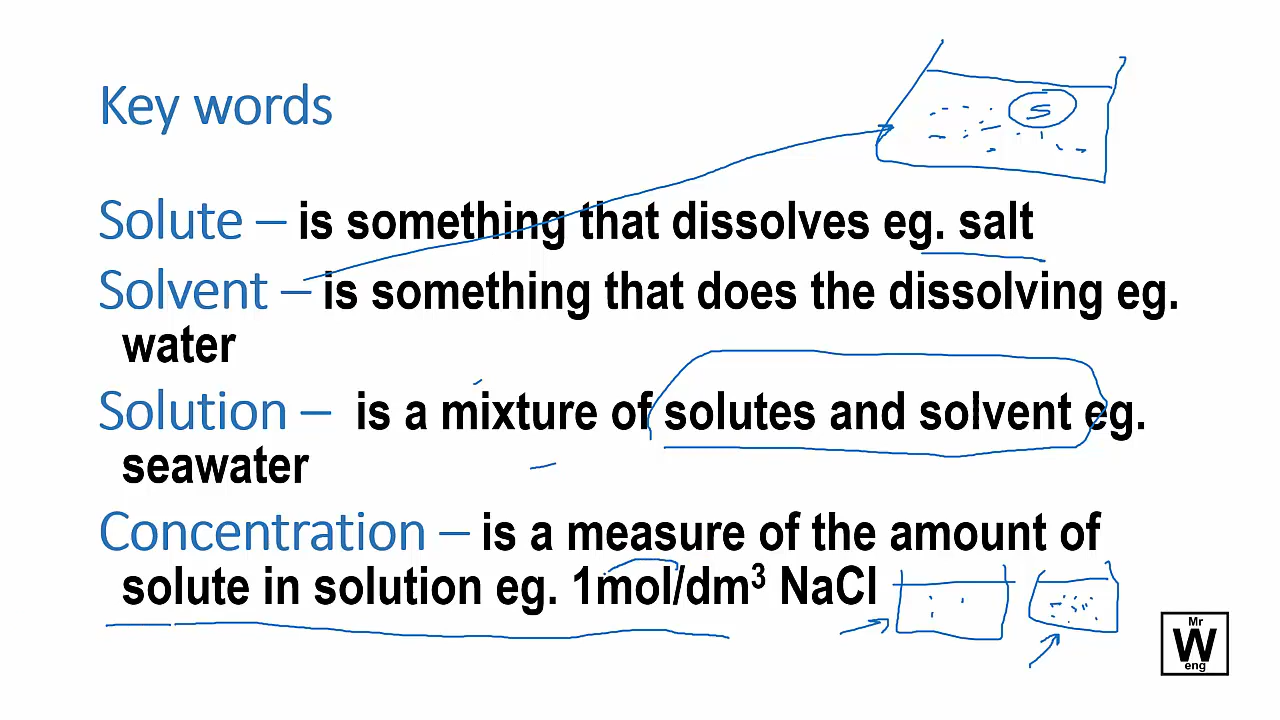 Key words
S
Solute – is something that dissolves eg. salt
Solvent – is something that does the dissolving eg.
water
Solution – is a mixture of solutes and solvent eg.
seawater
Concentration – is a measure of the amount of
solute in solution eg. 1mol/dm³ NaCl
Mr
W
eng